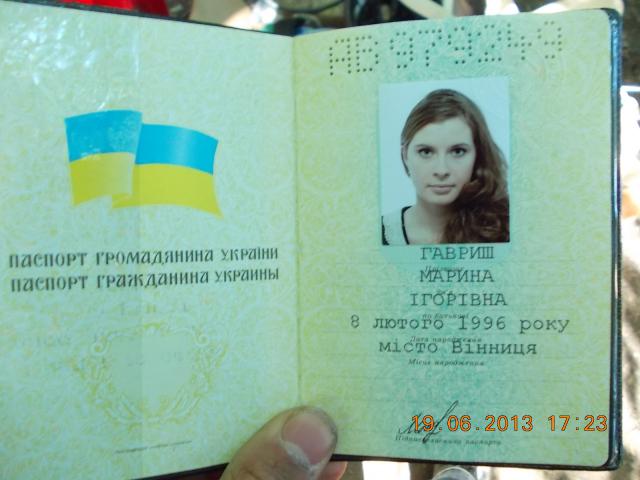 ПАСПОРТ ГРОМАДЯНИНА УКРАЇНИ
ПАСПОРТ ГРАЖДАНИНА УКРАИНЫ
АВ 979249
ГАВРИШ
Прізвище
МАРИНА
ІГОРІВНА
по батькові
8 лютого 1996 року
Дата народження
місто Вінниця
Місце народження
19.06.2013 17:23
Підпис власника паспорта